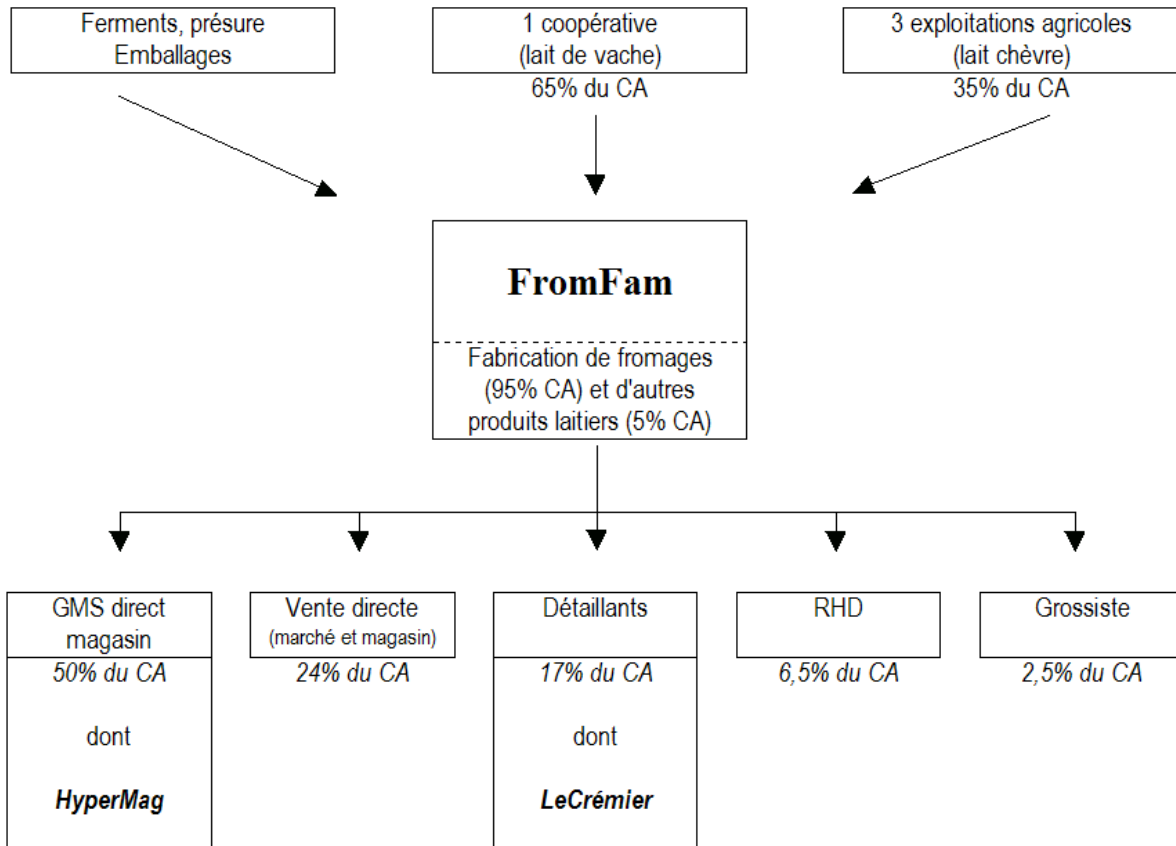 Ferments, présure
Emballages
1 coopérative
(lait de vache)
65% du CA
3 exploitations agricoles
(lait chèvre)
35% du CA
FromFam
Fabrication de fromages
(95% CA) et d'autres
produits laitiers (5% CA)
GMS direct
magasin
50% du CA
dont
HyperMag
Vente directe
(marché et magasin)
24% du CA
Détaillants
17% du CA
dont
LeCrémier
RHD
6,5% du CA
Grossiste
2,5% du CA